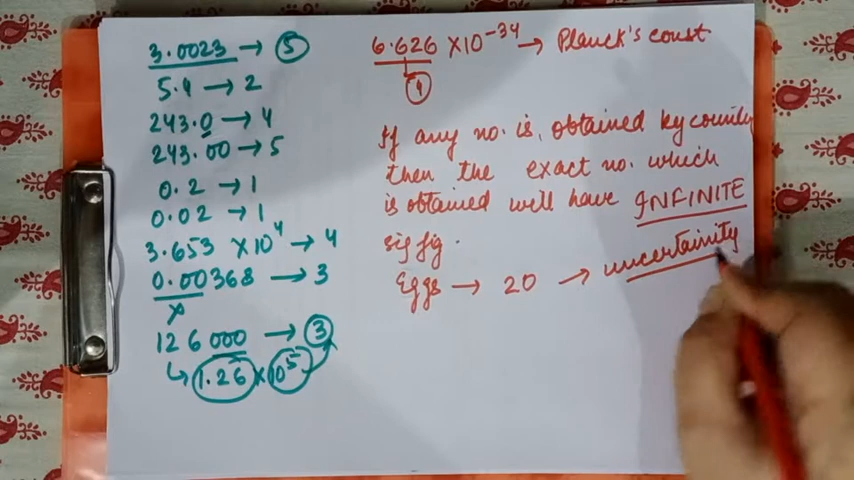 3.0023 → 5
5.4 → 2
243.0 → 4
243.00 → 5
0.2 → 1
0.02 → 1
3.653 × 10⁴ → 4
0.00368 → 3
x
126000 → 3
↳ 1.26 × 10⁵
6.626 × 10⁻³⁴ → Planck's const
4
If any no. is obtained by counting
then the exact no. which
is obtained will have INFINITE
sig fig.
Eggs → 20 → uncertainity